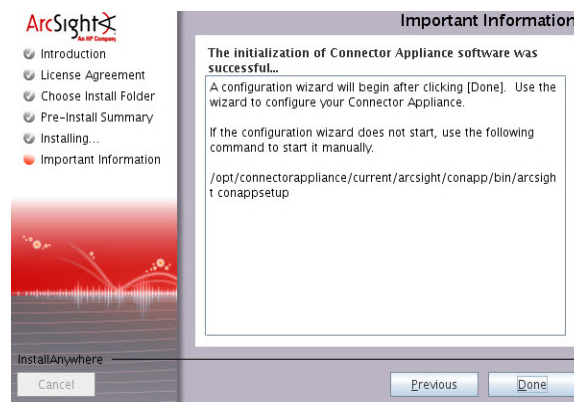 ArcSight
An HP Company
Important Information
Introduction
License Agreement
Choose Install Folder
Pre-Install Summary
Installing...
Important Information
The initialization of Connector Appliance software was
successful...
A configuration wizard will begin after clicking [Done].  Use the
wizard to configure your Connector Appliance.
If the configuration wizard does not start, use the following
command to start it manually.
/opt/connectorappliance/current/arcsight/conapp/bin/arcsigh
t conappsetup
InstallAnywhere
Cancel
Previous
Done